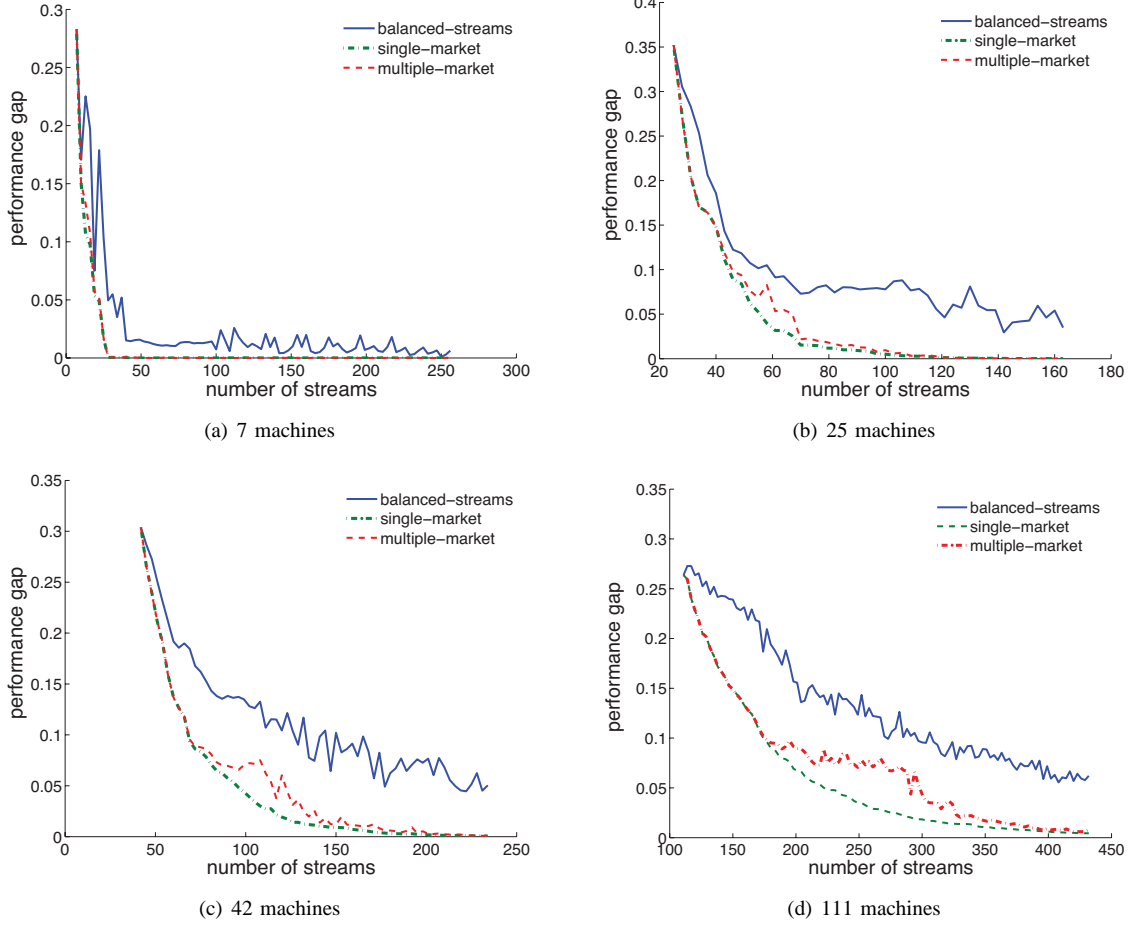 0.3
0.25
0.2
0.15
0.1
0.05
0
performance gap
balanced−streams
single−market
multiple−market
0 50 100 150 200 250 300
number of streams
(a) 7 machines
0.4
0.35
0.3
0.25
0.2
0.15
0.1
0.05
0
performance gap
balanced−streams
single−market
multiple−market
20 40 60 80 100 120 140 160 180
number of streams
(b) 25 machines
0.35
0.3
0.25
0.2
0.15
0.1
0.05
0
performance gap
balanced−streams
single−market
multiple−market
0 50 100 150 200 250
number of streams
(c) 42 machines
0.35
0.3
0.25
0.2
0.15
0.1
0.05
0
performance gap
balanced−streams
single−market
multiple−market
100 150 200 250 300 350 400 450
number of streams
(d) 111 machines